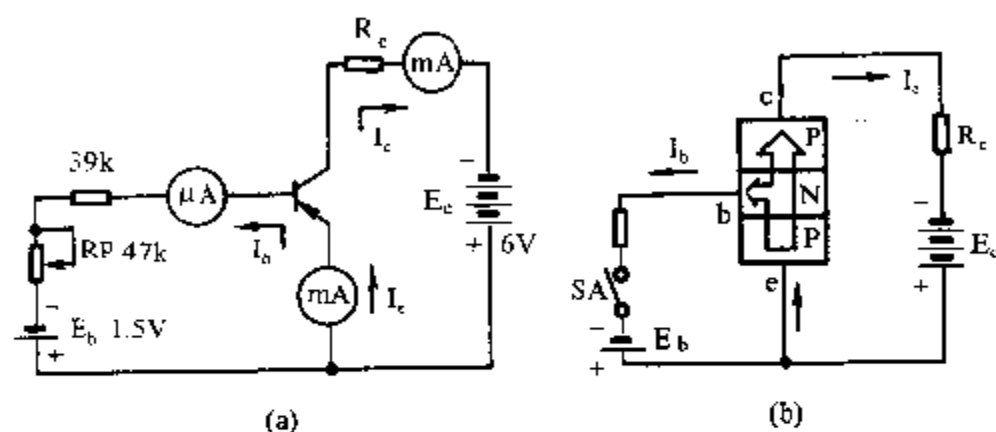 R_c
mA
I_c
39k
μA
I_b
RP 47k
−
E_b 1.5V
+
mA
I_e
−
E_c
+ 6V
(a)
c
I_c
P
N
P
b
I_b
R_c
e
SA
−
E_b
+
−
E_c
+
(b)